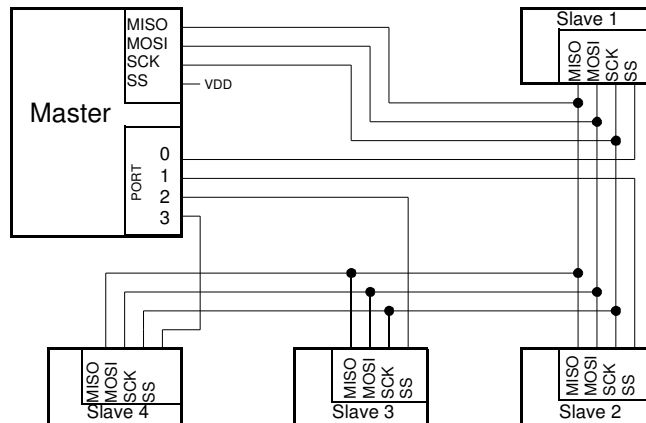 MISO
MOSI
SCK
SS
VDD
Master
PORT
0
1
2
3
Slave 1
MISO
MOSI
SCK
SS
MISO
MOSI
SCK
SS
Slave 4
MISO
MOSI
SCK
SS
Slave 3
MISO
MOSI
SCK
SS
Slave 2